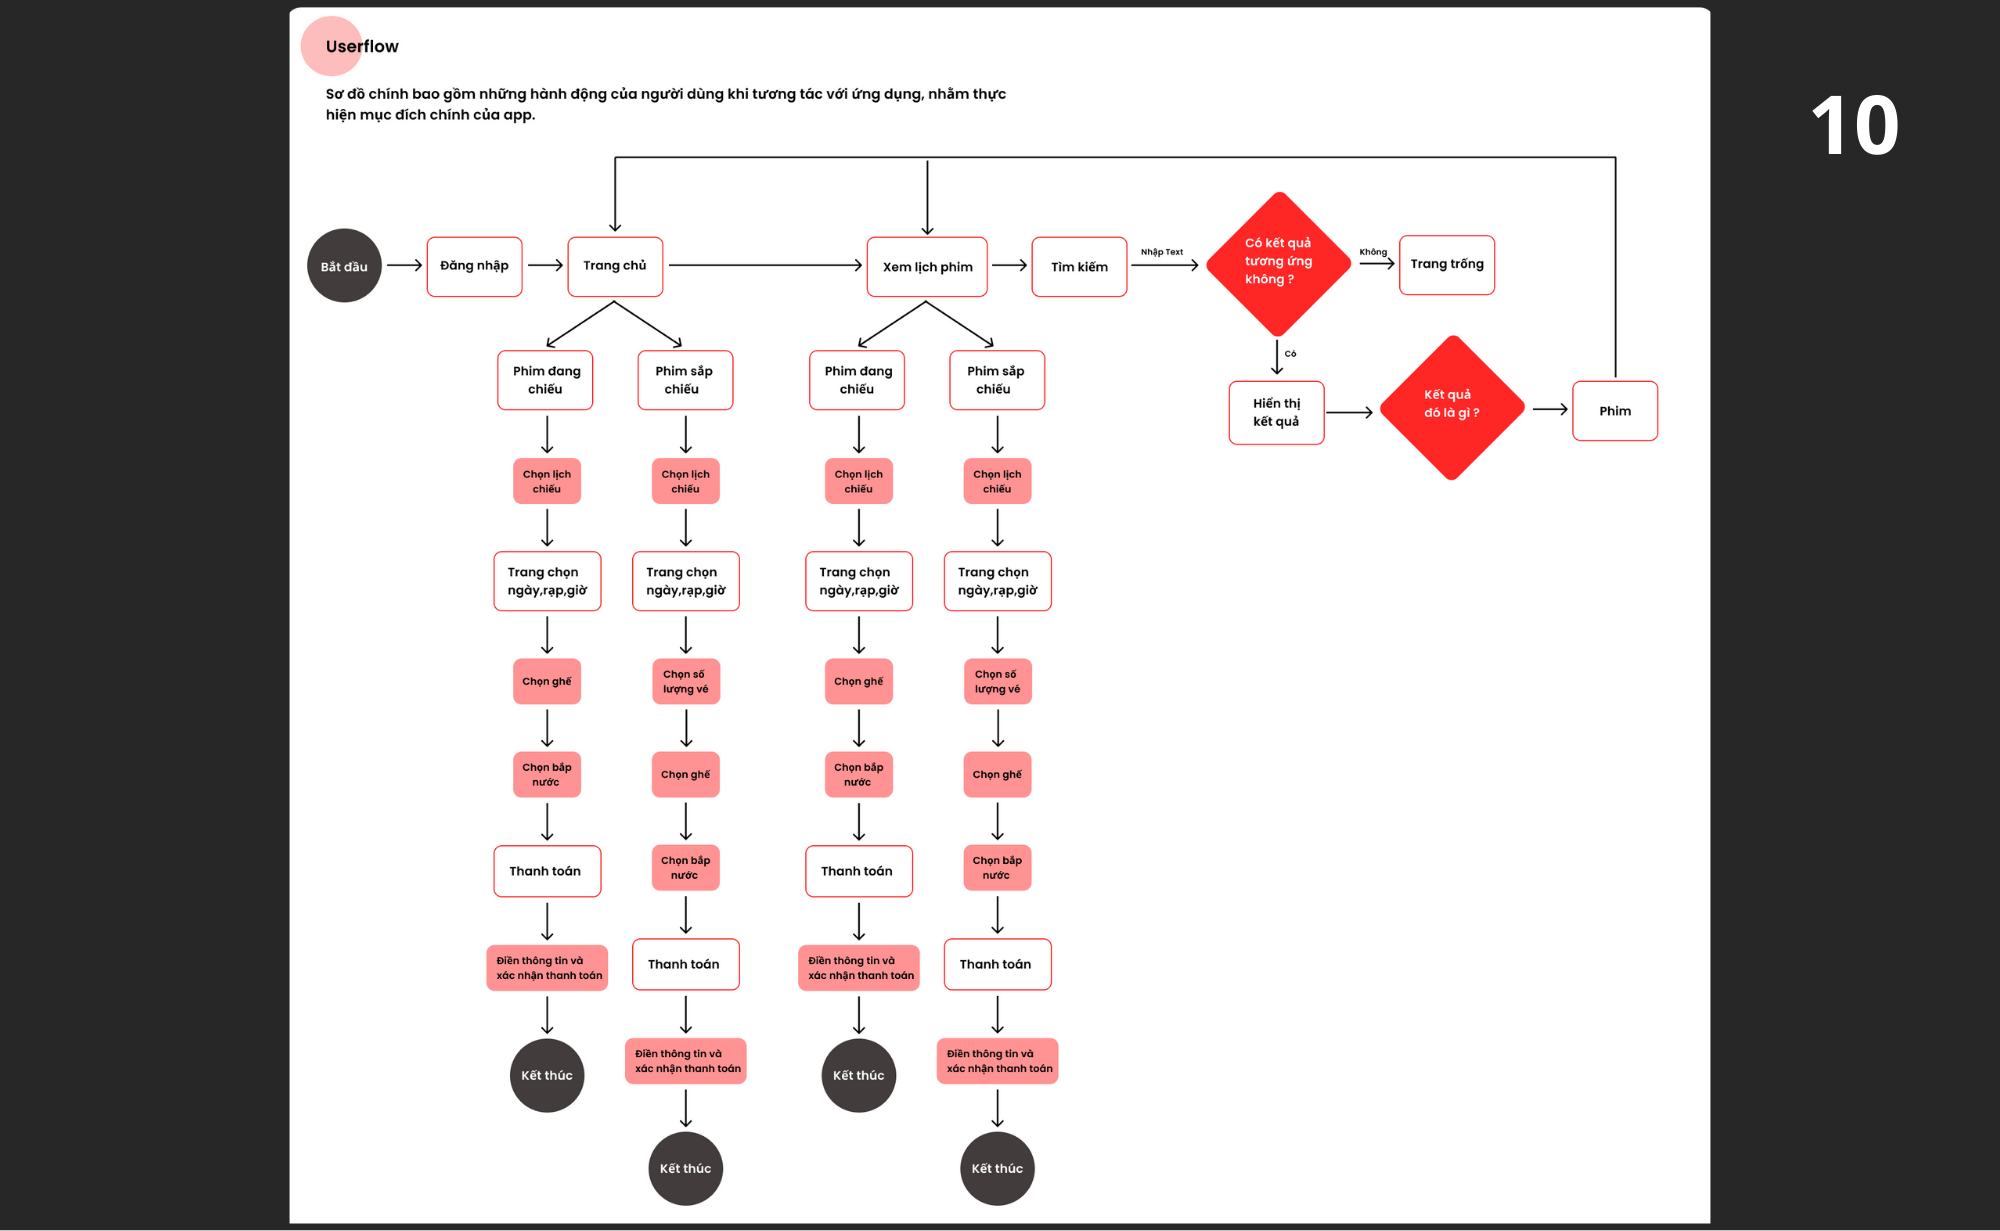 Userflow
Sơ đồ chính bao gồm những hành động của người dùng khi tương tác với ứng dụng, nhằm thực
hiện mục đích chính của app.
10
Bắt đầu
Đăng nhập
Trang chủ
Xem lịch phim
Tìm kiếm
Nhập Text
Có kết quả
tương ứng
không ?
Không
Trang trống
Có
Hiển thị
kết quả
Kết quả
đó là gì ?
Phim
Phim đang
chiếu
Chọn lịch
chiếu
Trang chọn
ngày,rạp,giờ
Chọn ghế
Chọn bắp
nước
Thanh toán
Điền thông tin và
xác nhận thanh toán
Kết thúc
Phim sắp
chiếu
Chọn lịch
chiếu
Trang chọn
ngày,rạp,giờ
Chọn số
lượng vé
Chọn ghế
Chọn bắp
nước
Thanh toán
Điền thông tin và
xác nhận thanh toán
Kết thúc
Phim đang
chiếu
Chọn lịch
chiếu
Trang chọn
ngày,rạp,giờ
Chọn ghế
Chọn bắp
nước
Thanh toán
Điền thông tin và
xác nhận thanh toán
Kết thúc
Phim sắp
chiếu
Chọn lịch
chiếu
Trang chọn
ngày,rạp,giờ
Chọn số
lượng vé
Chọn ghế
Chọn bắp
nước
Thanh toán
Điền thông tin và
xác nhận thanh toán
Kết thúc